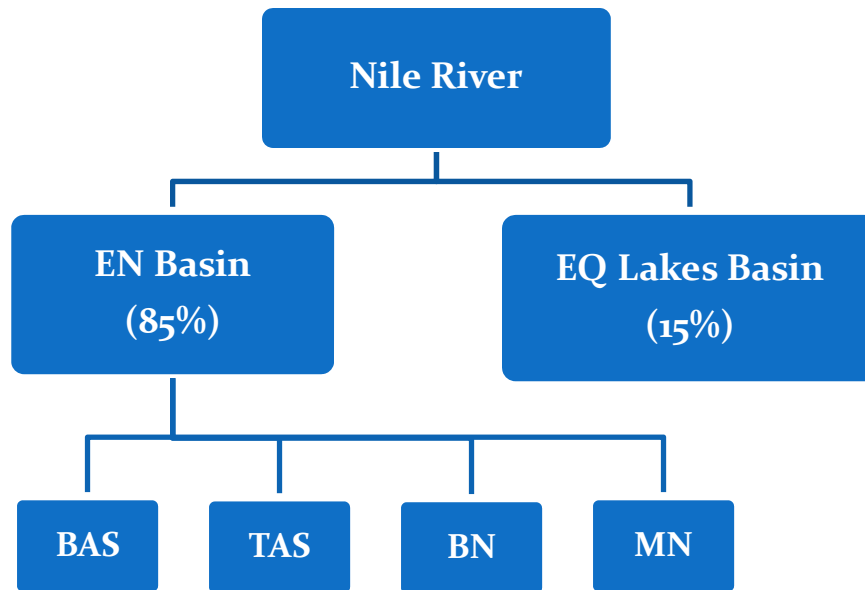 Nile River
EN Basin
(85%)
EQ Lakes Basin
(15%)
BAS
TAS
BN
MN